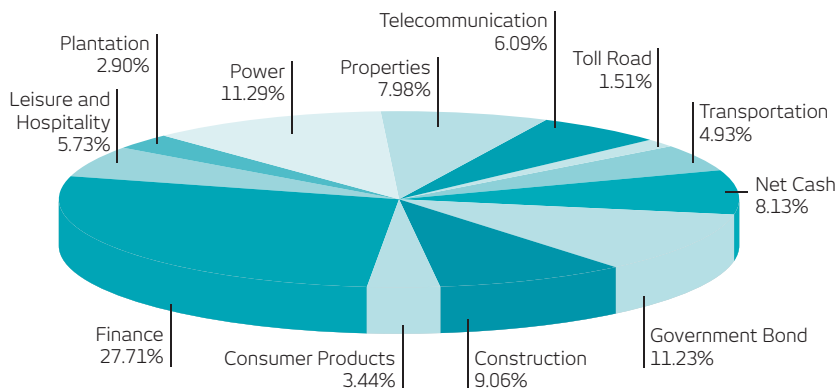 Telecommunication
6.09%
Plantation
2.90%
Power
11.29%
Properties
7.98%
Toll Road
1.51%
Leisure and
Hospitality
5.73%
Transportation
4.93%
Net Cash
8.13%
Finance
27.71%
Consumer Products
3.44%
Construction
9.06%
Government Bond
11.23%